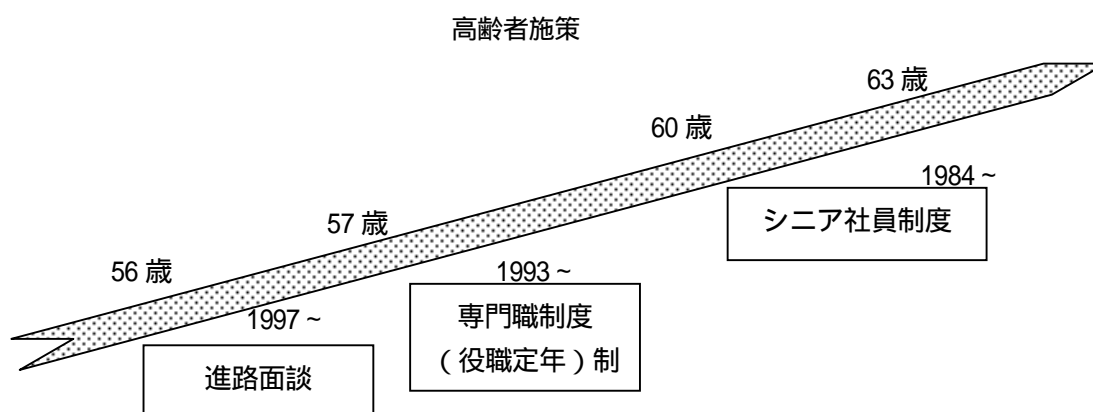 高齢者施策
63 歳
60 歳
1984 ~
シニア社員制度
57 歳
1993 ~
専門職制度
（役職定年）制
56 歳
1997 ~
進路面談